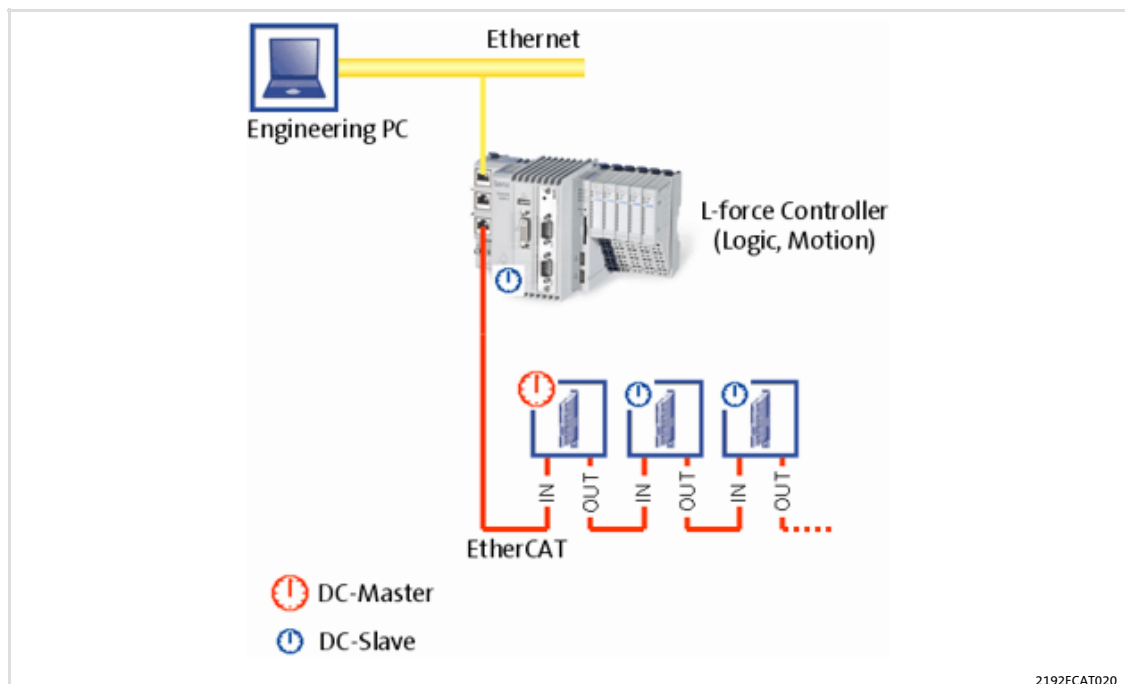 Ethernet
Engineering PC
L-force Controller
(Logic, Motion)
IN
OUT
IN
OUT
IN
OUT
EtherCAT
DC-Master
DC-Slave
2192ECAT020